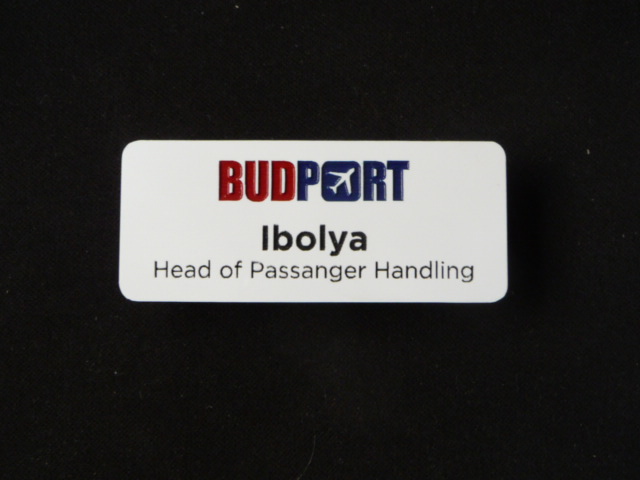 BUDPORT
Ibolya
Head of Passanger Handling